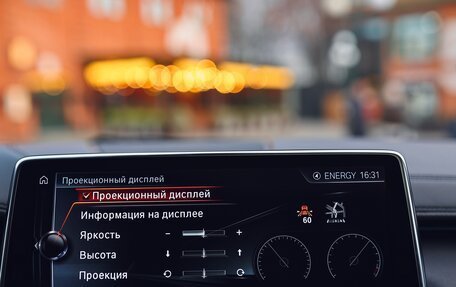 Проекционный дисплей
ENERGY 16:31
✓ Проекционный дисплей
Информация на дисплее
60
Яркость - +
Высота
Проекция